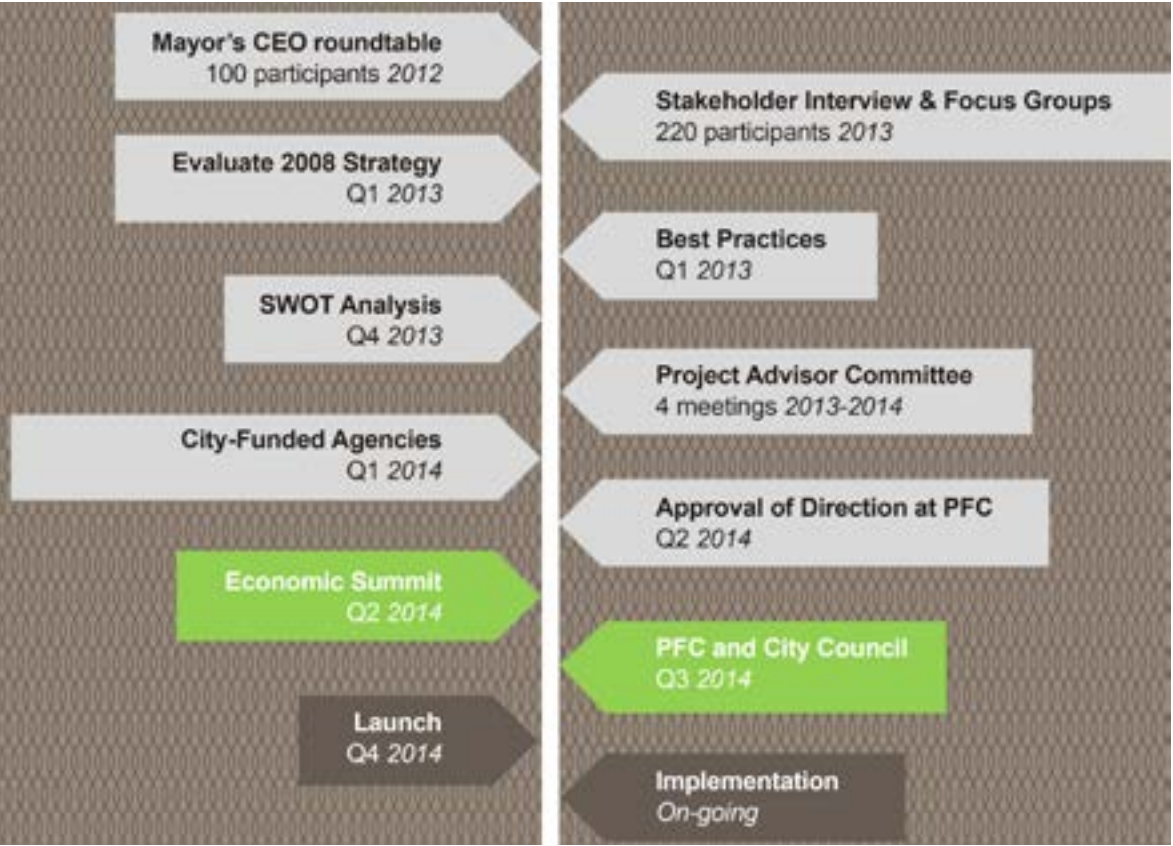 Mayor's CEO roundtable
100 participants 2012
Stakeholder Interview & Focus Groups
220 participants 2013
Evaluate 2008 Strategy
Q1 2013
Best Practices
Q1 2013
SWOT Analysis
Q4 2013
Project Advisor Committee
4 meetings 2013-2014
City-Funded Agencies
Q1 2014
Approval of Direction at PFC
Q2 2014
Economic Summit
Q2 2014
PFC and City Council
Q3 2014
Launch
Q4 2014
Implementation
On-going